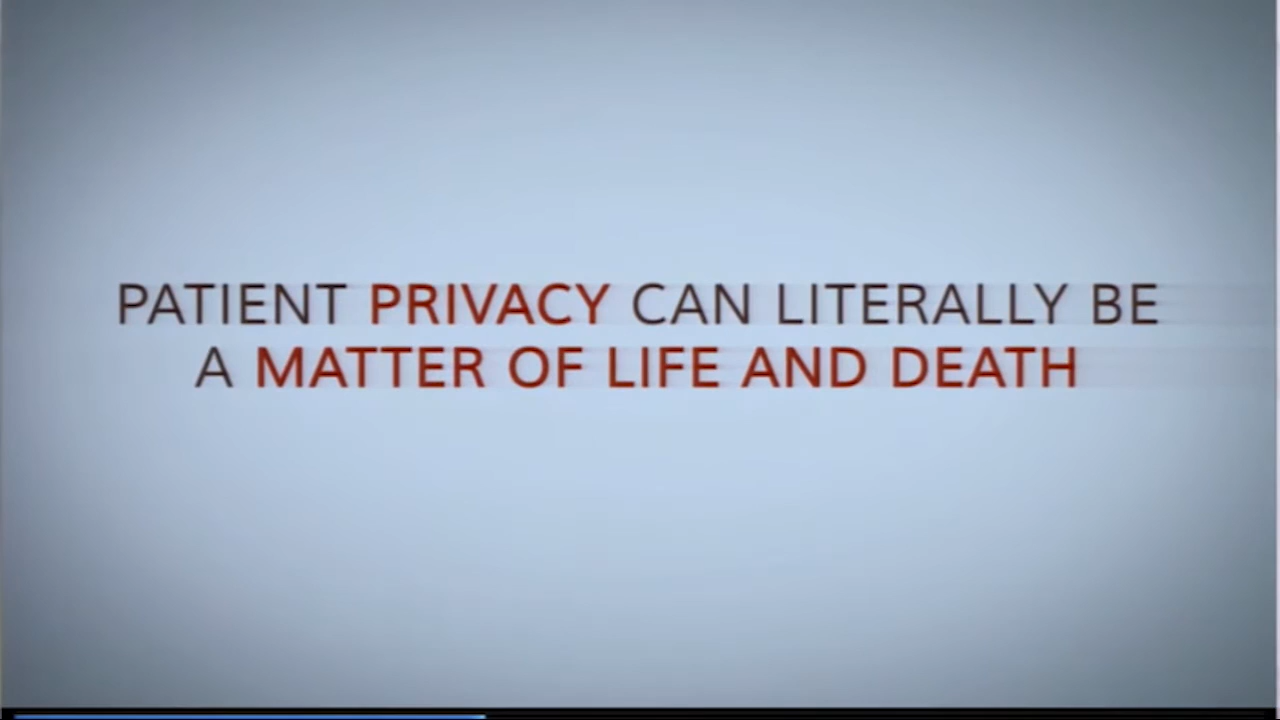 PATIENT PRIVACY CAN LITERALLY BE
A MATTER OF LIFE AND DEATH